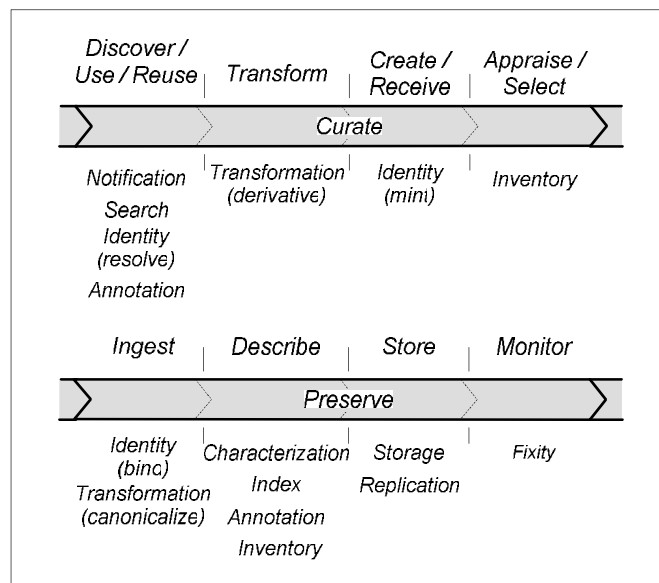 Discover /
Use / Reuse
Transform
Create /
Receive
Appraise /
Select
Curate
Notification
Search
Identity
(resolve)
Annotation
Transformation
(derivative)
Identity
(mint)
Inventory
Ingest
Describe
Store
Monitor
Preserve
Identity
(bind)
Transformation
(canonicalize)
Characterization
Index
Annotation
Inventory
Storage
Replication
Fixity